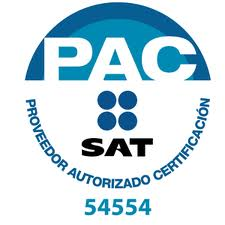 PAC
SAT
PROVEEDOR AUTORIZADO CERTIFICACIÓN
54554